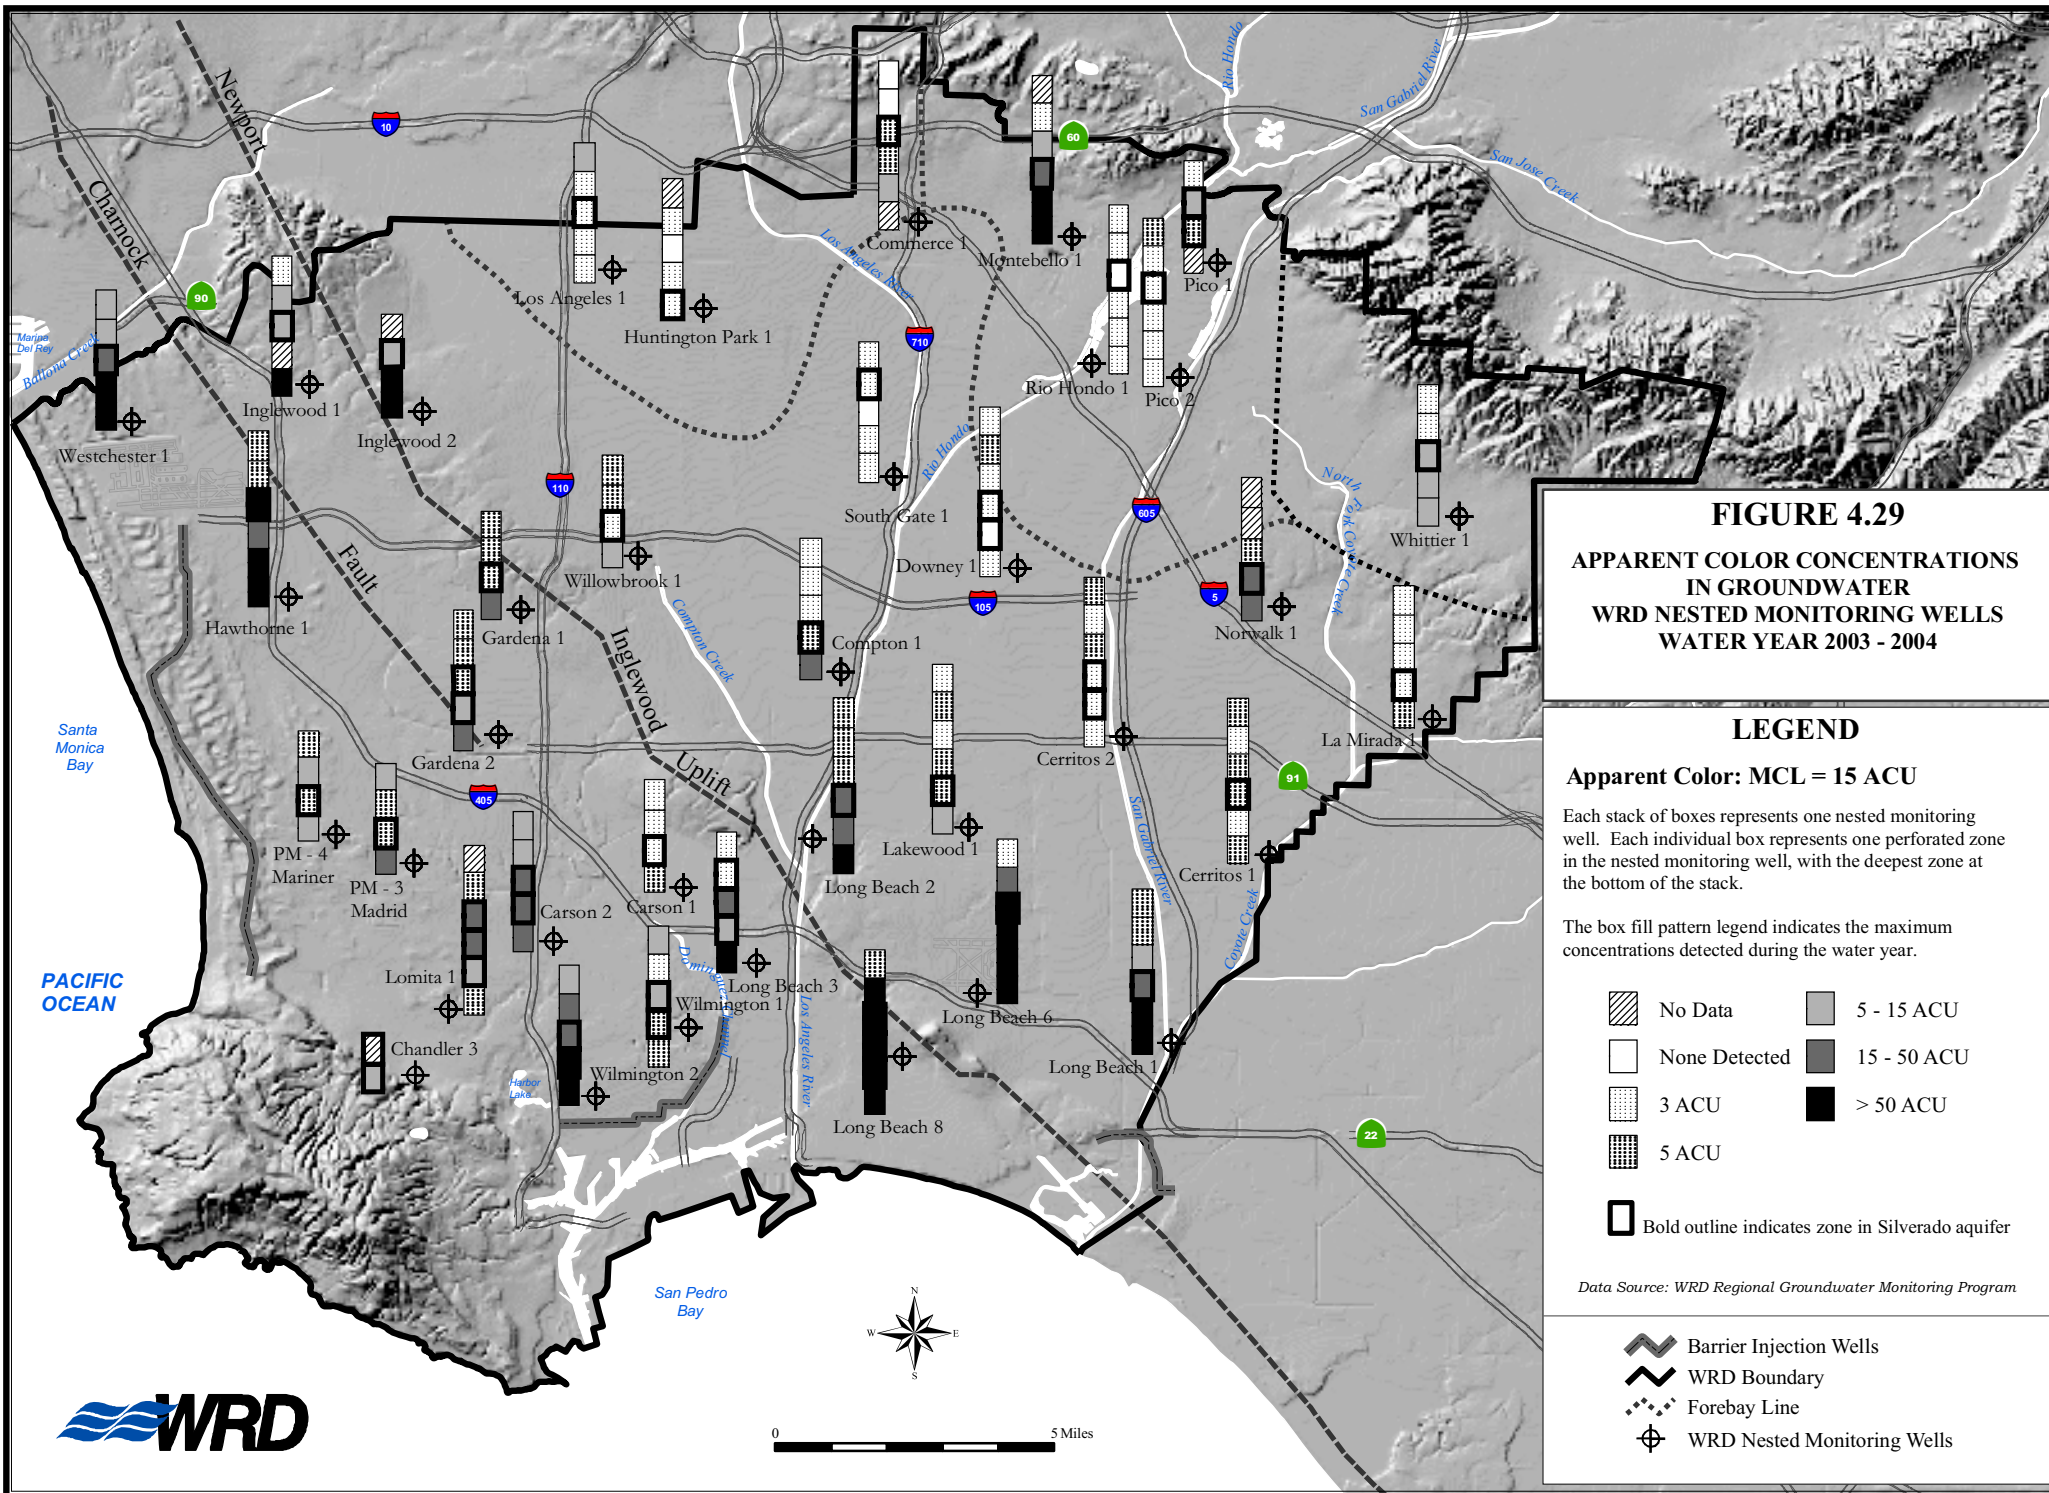 Newport
Charnock
Fault
Inglewood
Uplift
10
60
90
110
710
605
105
5
405
91
22
Rio Hondo
San Gabriel River
San Jose Creek
Los Angeles River
Marina
Del Rey
Ballona Creek
Rio Hondo
North Fork Coyote Creek
Compton Creek
San Gabriel River
Coyote Creek
Dominguez Channel
Los Angeles River
Harbor
Lake
Santa
Monica
Bay
PACIFIC
OCEAN
San Pedro
Bay
Commerce 1
Montebello 1
Pico 1
Los Angeles 1
Huntington Park 1
Rio Hondo 1
Pico 2
Inglewood 1
Inglewood 2
Westchester 1
South Gate 1
Whittier 1
Downey 1
Willowbrook 1
Hawthorne 1
Gardena 1
Compton 1
Norwalk 1
Gardena 2
Cerritos 2
La Mirada 1
PM - 4
Mariner
PM - 3
Madrid
Lakewood 1
Long Beach 2
Cerritos 1
Carson 2
Carson 1
Lomita 1
Long Beach 3
Wilmington 1
Long Beach 6
Chandler 3
Wilmington 2
Long Beach 1
Long Beach 8
N
W
E
S
0
5 Miles
WRD
FIGURE 4.29
APPARENT COLOR CONCENTRATIONS
IN GROUNDWATER
WRD NESTED MONITORING WELLS
WATER YEAR 2003 - 2004
LEGEND
Apparent Color: MCL = 15 ACU
Each stack of boxes represents one nested monitoring
well. Each individual box represents one perforated zone
in the nested monitoring well, with the deepest zone at
the bottom of the stack.
The box fill pattern legend indicates the maximum
concentrations detected during the water year.
No Data
5 - 15 ACU
None Detected
15 - 50 ACU
3 ACU
> 50 ACU
5 ACU
Bold outline indicates zone in Silverado aquifer
Data Source: WRD Regional Groundwater Monitoring Program
Barrier Injection Wells
WRD Boundary
Forebay Line
WRD Nested Monitoring Wells